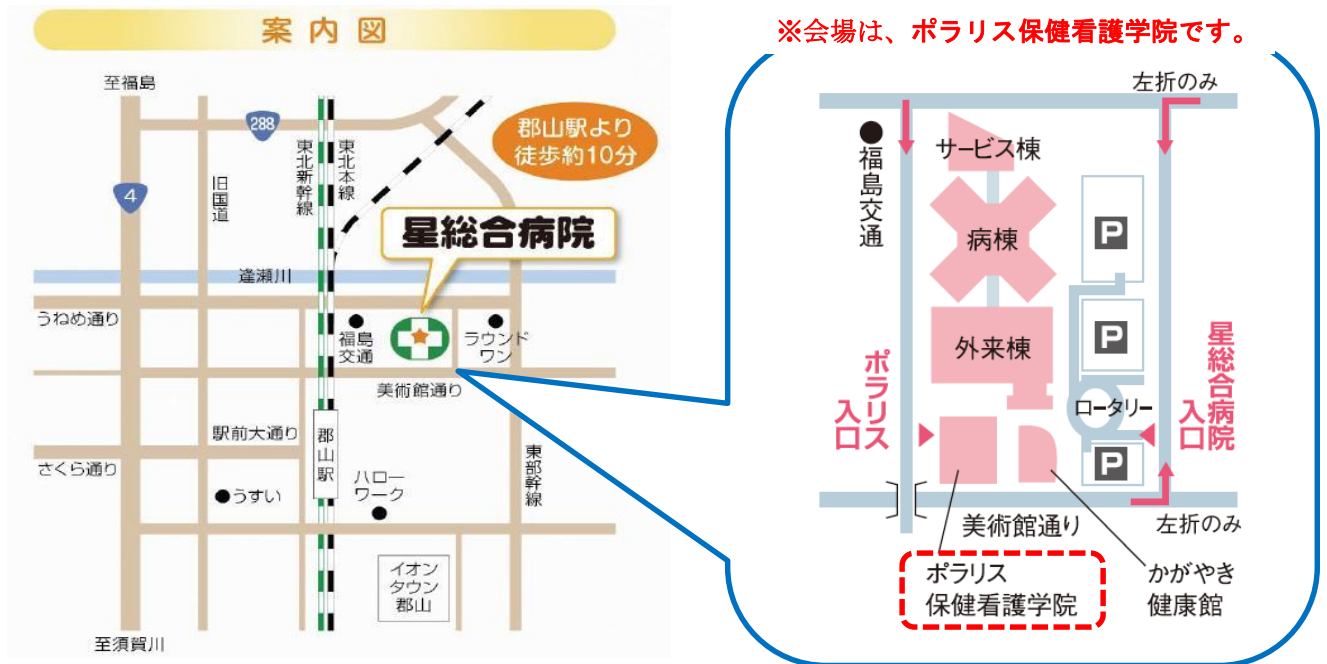 案内図
至福島
288
郡山駅より
徒歩約10分
4
旧国道
東北新幹線
東北本線
星総合病院
逢瀬川
うねめ通り
福島
交通
ラウンド
ワン
美術館通り
駅前大通り
郡山駅
さくら通り
うすい
ハロー
ワーク
東部幹線
イオン
タウン
郡山
至須賀川
※会場は、ポラリス保健看護学院です。
左折のみ
福島交通
サービス棟
病棟
P
外来棟
P
ポラリス
入口
ロータリー
星総合病院
入口
P
美術館通り
左折のみ
ポラリス
保健看護学院
かがやき
健康館